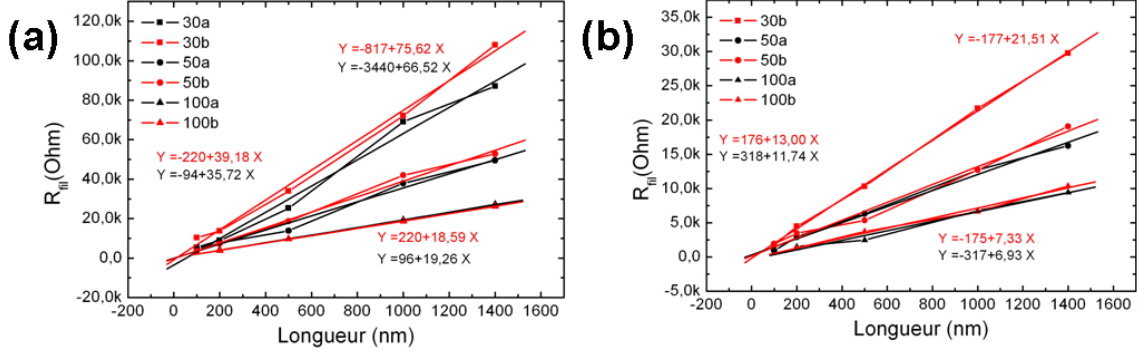 (a)
120,0k
100,0k
80,0k
60,0k
40,0k
20,0k
0,0
20,0k
R_fil(Ohm)
30a
30b
50a
50b
100a
100b
Y =-817+75,62 X
Y =-3440+66,52 X
Y =-220+39,18 X
Y =-94+35,72 X
Y =220+18,59 X
Y =96+19,26 X
-200 0 200 400 600 800 1000 1200 1400 1600
Longueur (nm)
(b)
35,0k
30,0k
25,0k
20,0k
15,0k
10,0k
5,0k
0,0
5,0k
R_fil(Ohm)
30b
50a
50b
100a
100b
Y =-177+21,51 X
Y =176+13,00 X
Y =318+11,74 X
Y =-175+7,33 X
Y =-317+6,93 X
-200 0 200 400 600 800 1000 1200 1400 1600
Longueur (nm)